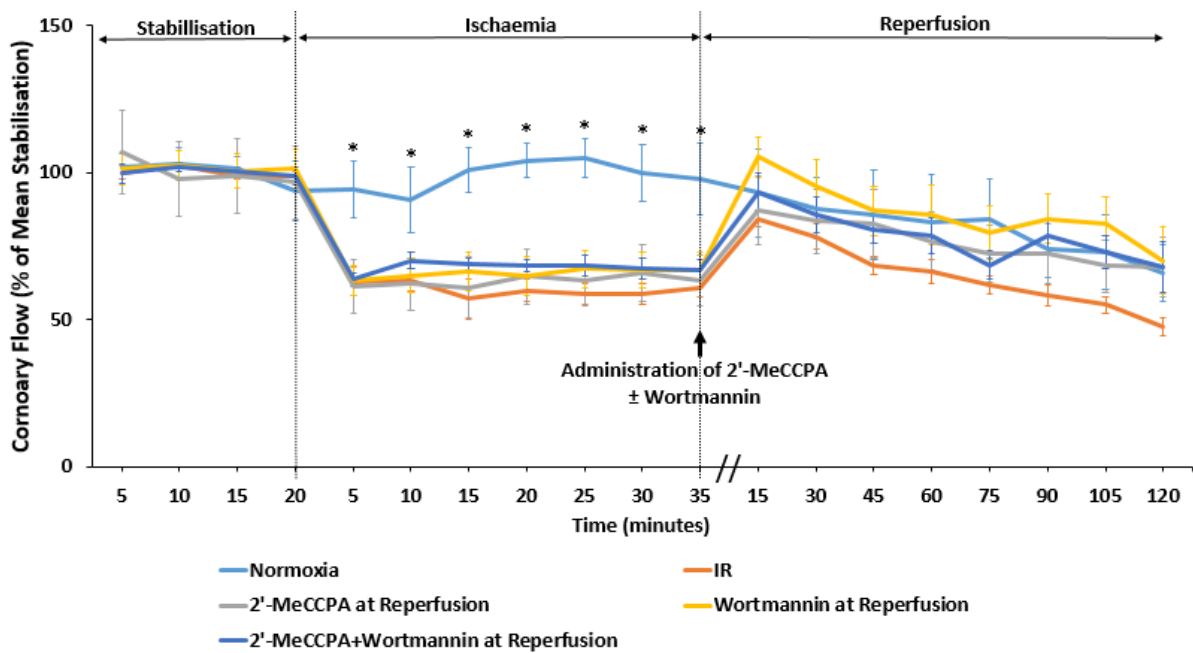 150
100
50
0
Cornoary Flow (% of Mean Stabilisation)
Stabillisation
Ischaemia
Reperfusion
* * * * * * *
Administration of 2'-MeCCPA
± Wortmannin
5 10 15 20 5 10 15 20 25 30 35 // 15 30 45 60 75 90 105 120
Time (minutes)
Normoxia
IR
2'-MeCCPA at Reperfusion
Wortmannin at Reperfusion
2'-MeCCPA+Wortmannin at Reperfusion